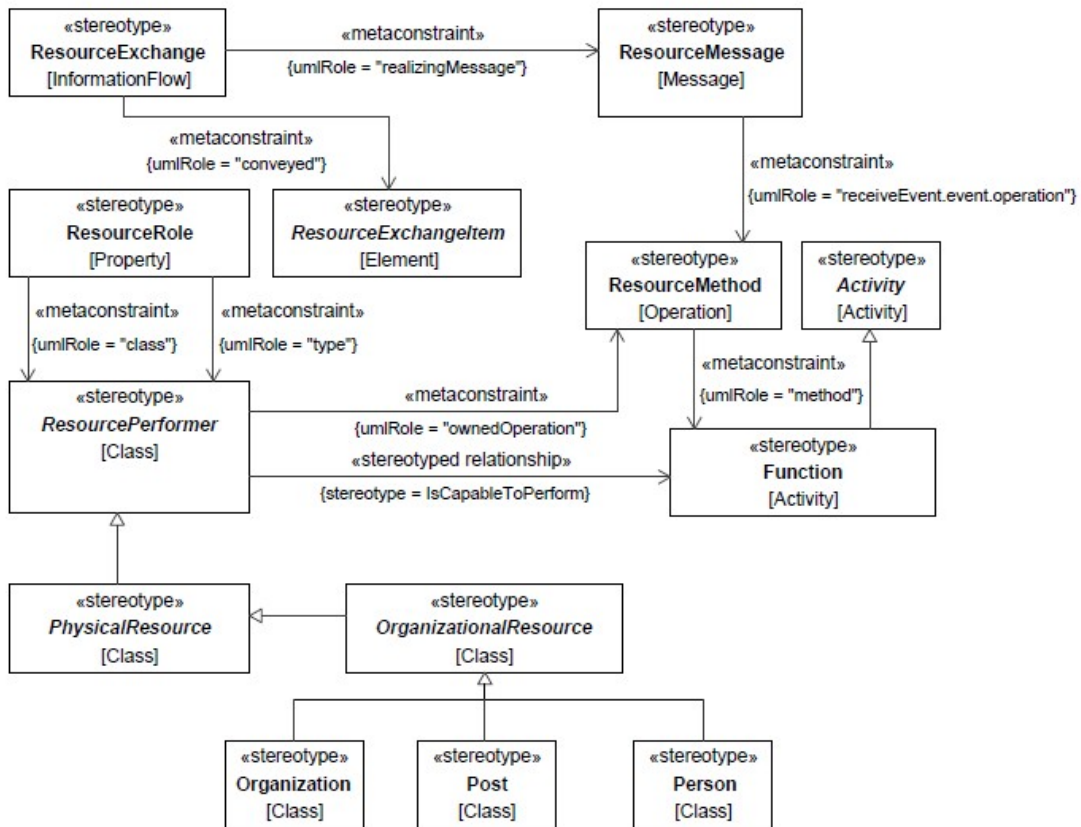 «stereotype»
ResourceExchange
[InformationFlow]
«metaconstraint»
{umlRole = "realizingMessage"}
«stereotype»
ResourceMessage
[Message]
«metaconstraint»
{umlRole = "conveyed"}
«metaconstraint»
{umlRole = "receiveEvent.event.operation"}
«stereotype»
ResourceRole
[Property]
«stereotype»
ResourceExchangeItem
[Element]
«stereotype»
ResourceMethod
[Operation]
«stereotype»
Activity
[Activity]
«metaconstraint»
{umlRole = "class"}
«metaconstraint»
{umlRole = "type"}
«metaconstraint»
{umlRole = "method"}
«stereotype»
ResourcePerformer
[Class]
«metaconstraint»
{umlRole = "ownedOperation"}
«stereotyped relationship»
{stereotype = IsCapableToPerform}
«stereotype»
Function
[Activity]
«stereotype»
PhysicalResource
[Class]
«stereotype»
OrganizationalResource
[Class]
«stereotype»
Organization
[Class]
«stereotype»
Post
[Class]
«stereotype»
Person
[Class]